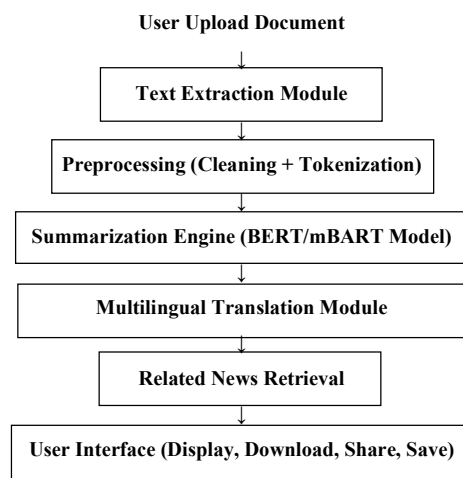 User Upload Document
↓
Text Extraction Module
↓
Preprocessing (Cleaning + Tokenization)
↓
Summarization Engine (BERT/mBART Model)
↓
Multilingual Translation Module
↓
Related News Retrieval
↓
User Interface (Display, Download, Share, Save)